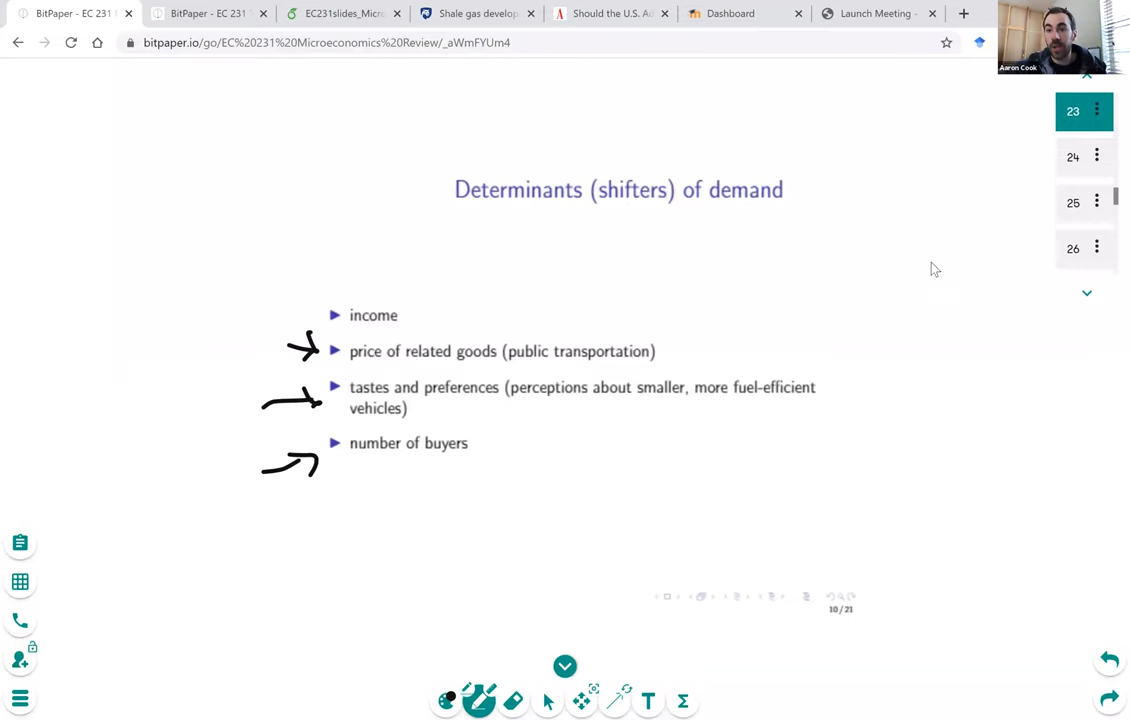 BitPaper - EC 231
BitPaper - EC 231
EC231slides_Micr
Shale gas develop
Should the U.S. Ad
Dashboard
Launch Meeting -
bitpaper.io/go/EC%20231%20Microeconomics%20Review/_aWmFYUm4
Aaron Cook
23
24
25
26
Determinants (shifters) of demand
income
price of related goods (public transportation)
tastes and preferences (perceptions about smaller, more fuel-efficient
vehicles)
number of buyers
10/21
T
Σ